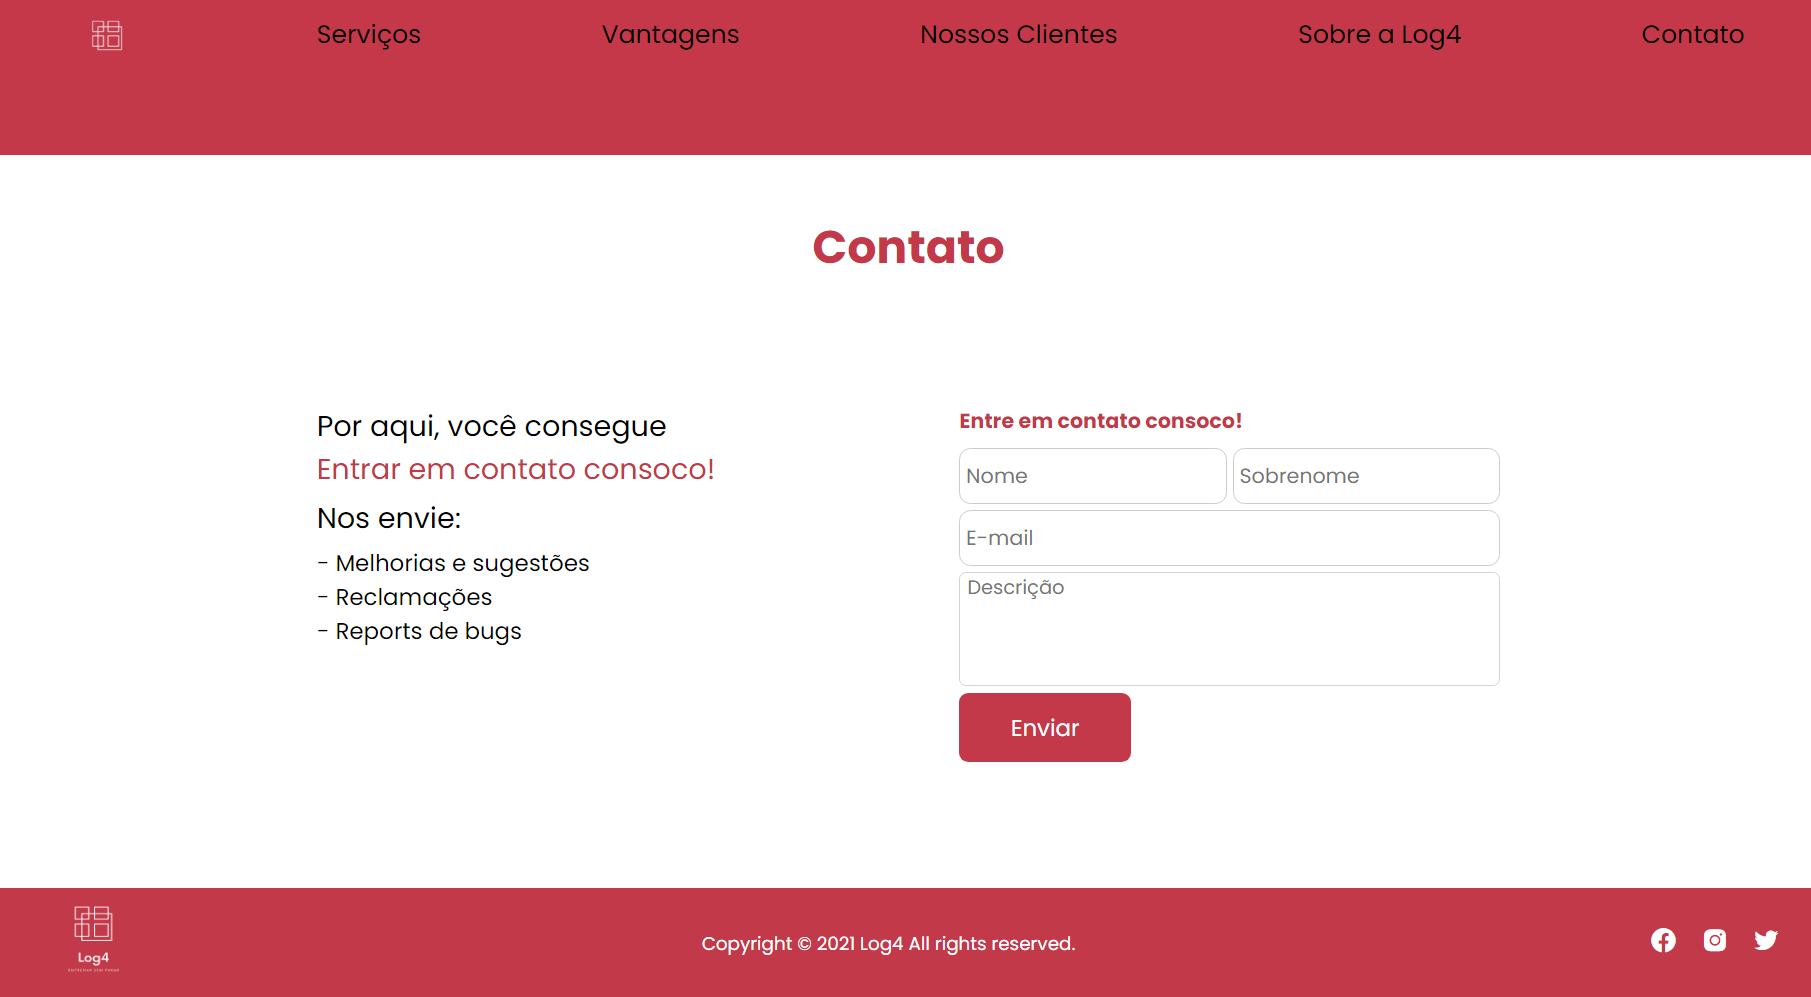 Serviços
Vantagens
Nossos Clientes
Sobre a Log4
Contato
Contato
Por aqui, você consegue
Entrar em contato consoco!
Nos envie:
- Melhorias e sugestões
- Reclamações
- Reports de bugs
Entre em contato consoco!
Nome
Sobrenome
E-mail
Descrição
Enviar
Log4
Copyright © 2021 Log4 All rights reserved.